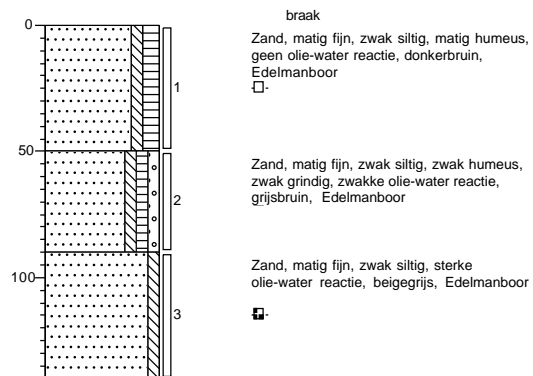 braak
0
Zand, matig fijn, zwak siltig, matig humeus,
geen olie-water reactie, donkerbruin,
Edelmanboor
1
50
Zand, matig fijn, zwak siltig, zwak humeus,
zwak grindig, zwakke olie-water reactie,
grijsbruin, Edelmanboor
2
Zand, matig fijn, zwak siltig, sterke
olie-water reactie, beigegrijs, Edelmanboor
100
3